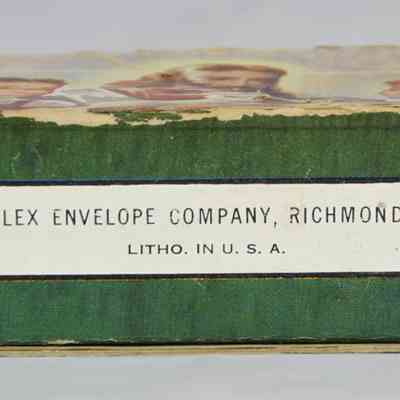 LEX ENVELOPE COMPANY, RICHMOND
LITHO. IN U. S. A.